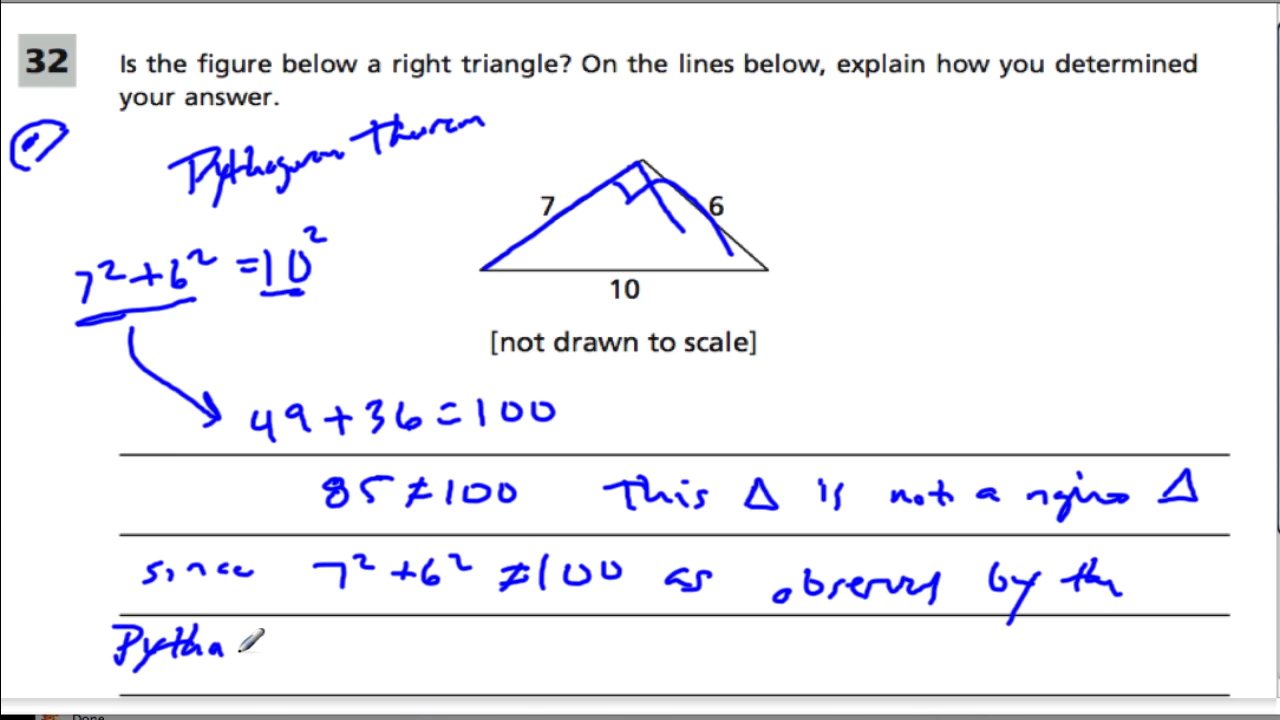 32 Is the figure below a right triangle? On the lines below, explain how you determined
your answer.
Pythagorean Theorem
7 6
7² + 6² = 10²
10
[not drawn to scale]
49 + 36 = 100
85 ≠ 100 This Δ is not a right Δ
since 7² + 6² ≠ 100 as observed by the
Pytha
Done